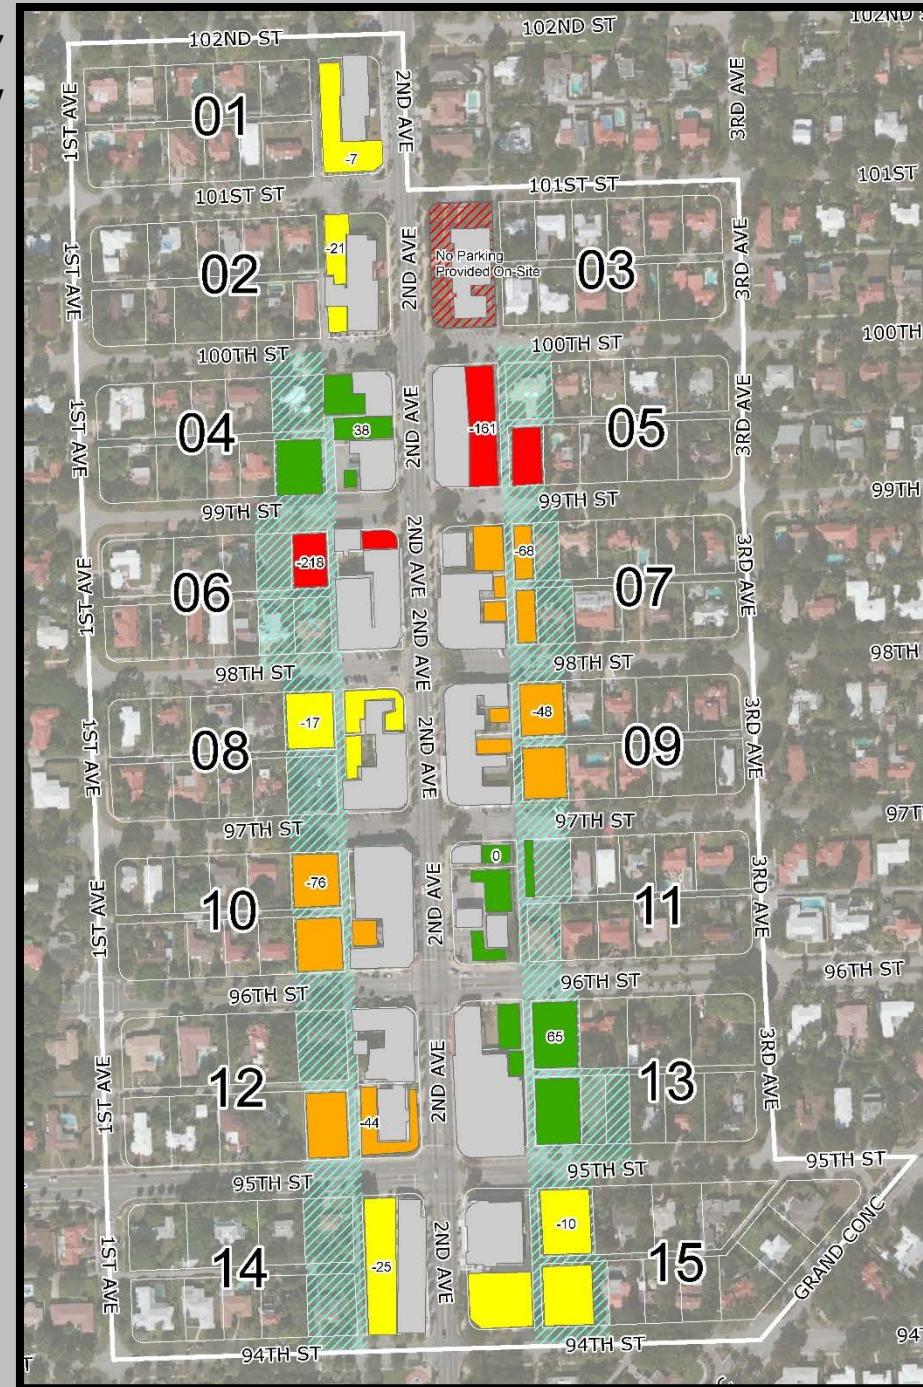 102ND ST
102ND ST
102ND
1ST AVE
01
2ND AVE
3RD AVE
-7
101ST ST
101ST ST
101ST
1ST AVE
02
-21
2ND AVE
No Parking
Provided On-Site
03
3RD AVE
100TH ST
100TH ST
100TH
1ST AVE
04
38
2ND AVE
-161
05
3RD AVE
99TH ST
99TH ST
99TH
1ST AVE
06
-218
2ND AVE
-68
07
3RD AVE
2ND AVE
98TH ST
98TH ST
98TH
1ST AVE
08
-17
2ND AVE
-48
09
3RD AVE
97TH ST
97TH ST
1ST AVE
10
-76
2ND AVE
0
11
3RD AVE
96TH ST
96TH ST
96TH ST
1ST AVE
12
-44
2ND AVE
65
13
3RD AVE
95TH ST
95TH ST
95TH ST
1ST AVE
14
-25
2ND AVE
-10
15
GRAND CONC
94TH ST
94TH ST